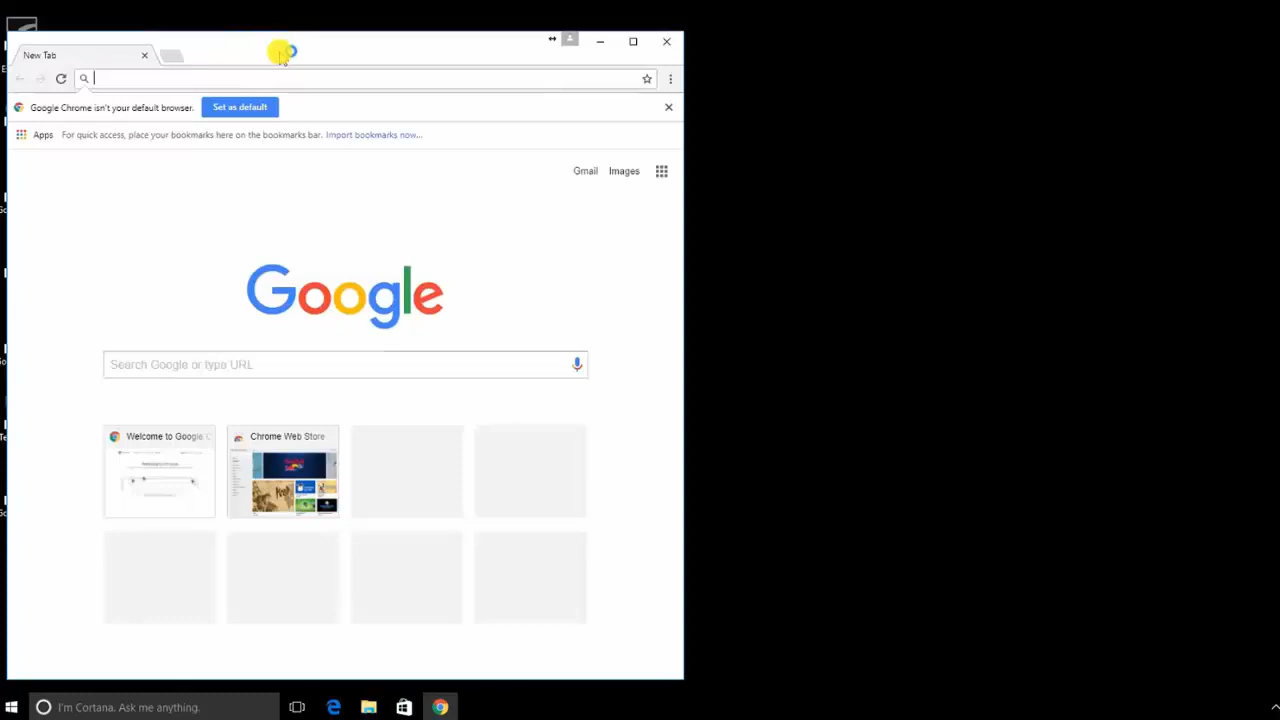 New Tab
Google Chrome isn't your default browser. Set as default
Apps For quick access, place your bookmarks here on the bookmarks bar. Import bookmarks now...
Gmail Images
Google
Search Google or type URL
Welcome to Google C
Chrome Web Store
I'm Cortana. Ask me anything.